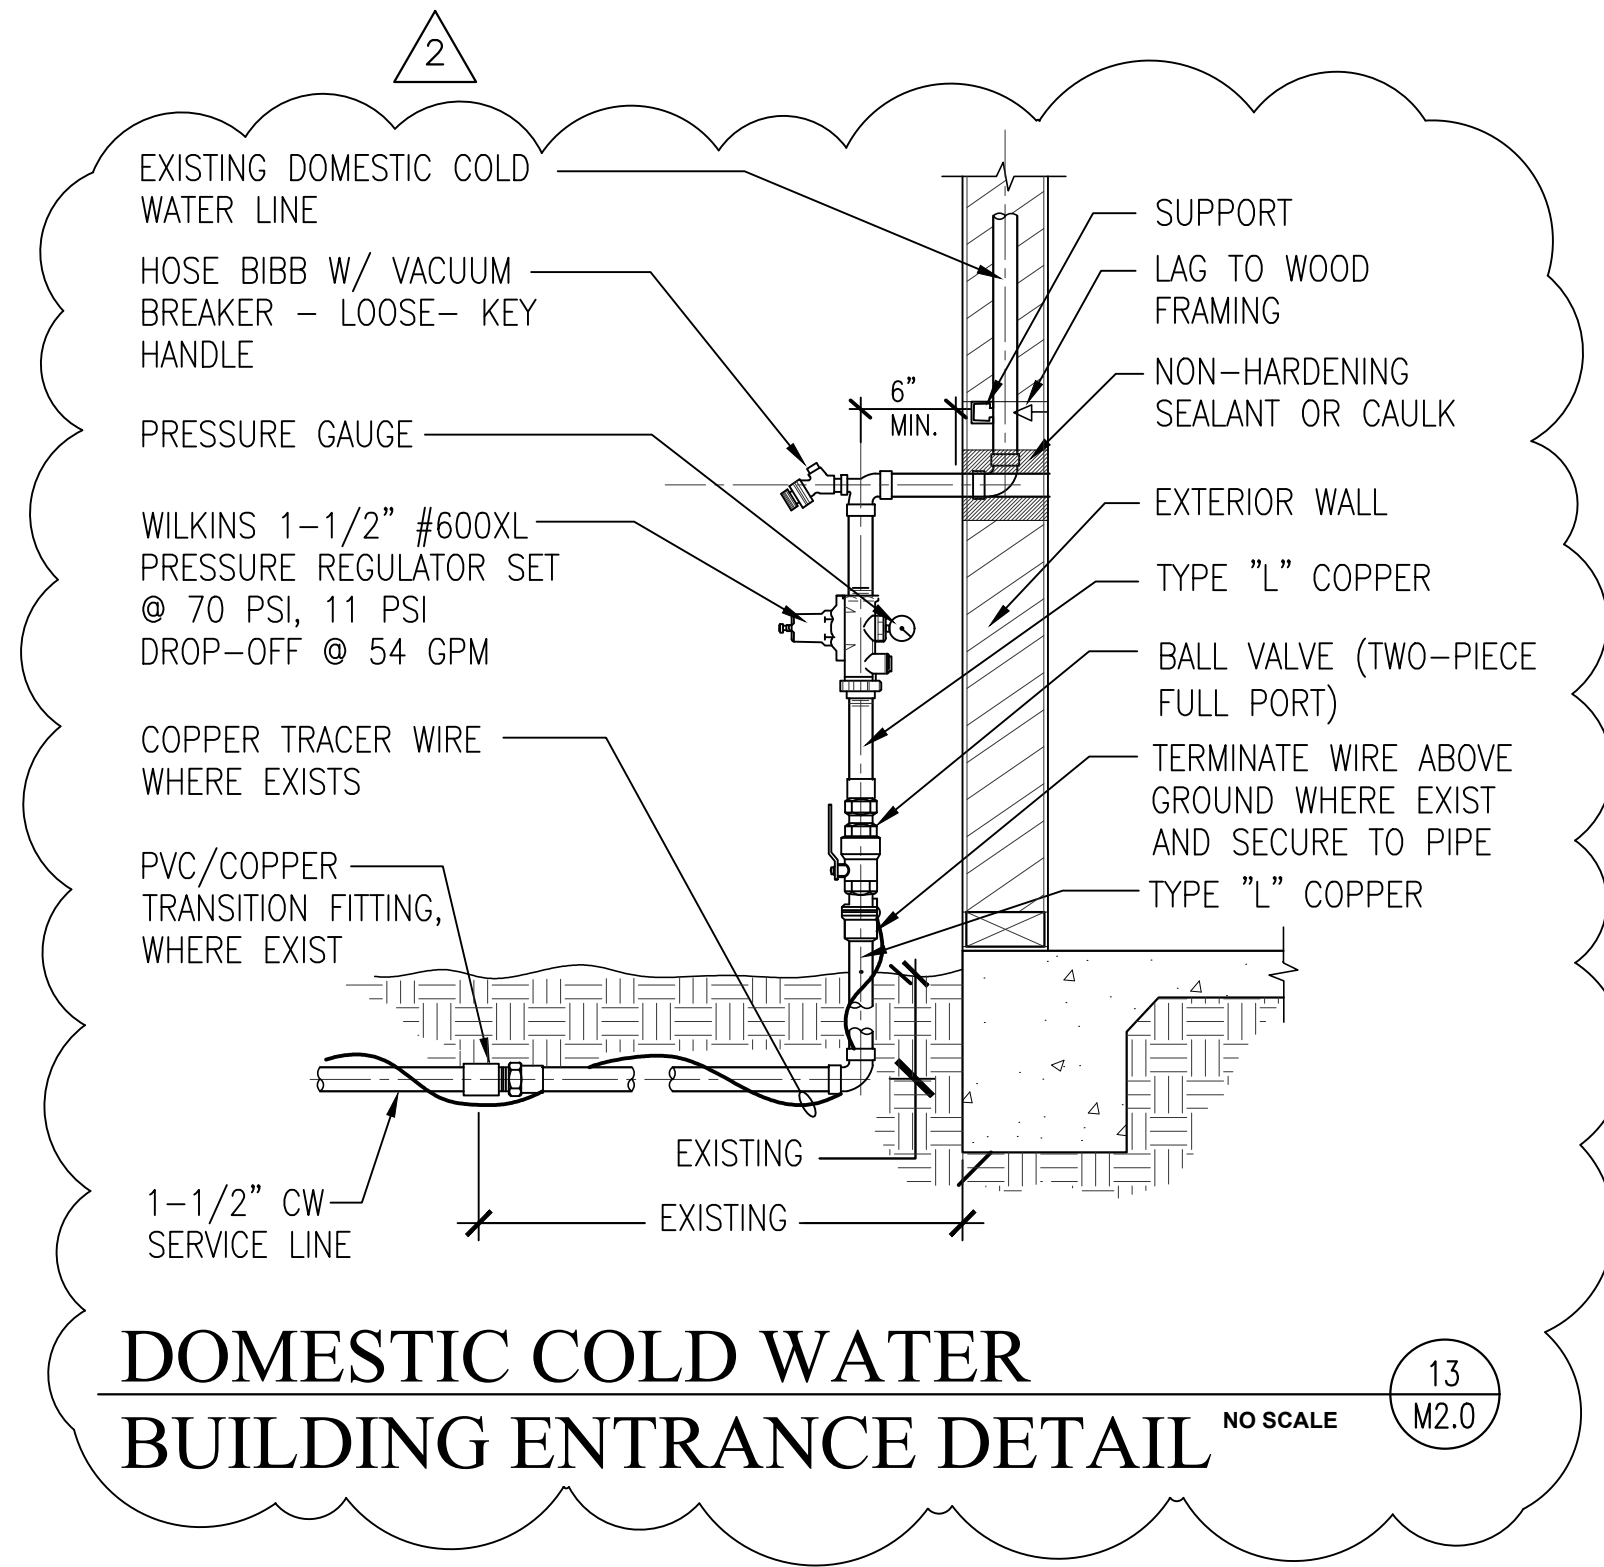 2
EXISTING DOMESTIC COLD
WATER LINE
HOSE BIBB W/ VACUUM
BREAKER - LOOSE- KEY
HANDLE
PRESSURE GAUGE
WILKINS 1-1/2" #600XL
PRESSURE REGULATOR SET
@ 70 PSI, 11 PSI
DROP-OFF @ 54 GPM
COPPER TRACER WIRE
WHERE EXISTS
PVC/COPPER
TRANSITION FITTING,
WHERE EXIST
1-1/2" CW
SERVICE LINE
6"
MIN.
SUPPORT
LAG TO WOOD
FRAMING
NON-HARDENING
SEALANT OR CAULK
EXTERIOR WALL
TYPE "L" COPPER
BALL VALVE (TWO-PIECE
FULL PORT)
TERMINATE WIRE ABOVE
GROUND WHERE EXIST
AND SECURE TO PIPE
TYPE "L" COPPER
EXISTING
EXISTING
DOMESTIC COLD WATER
BUILDING ENTRANCE DETAIL
NO SCALE
13
M2.0